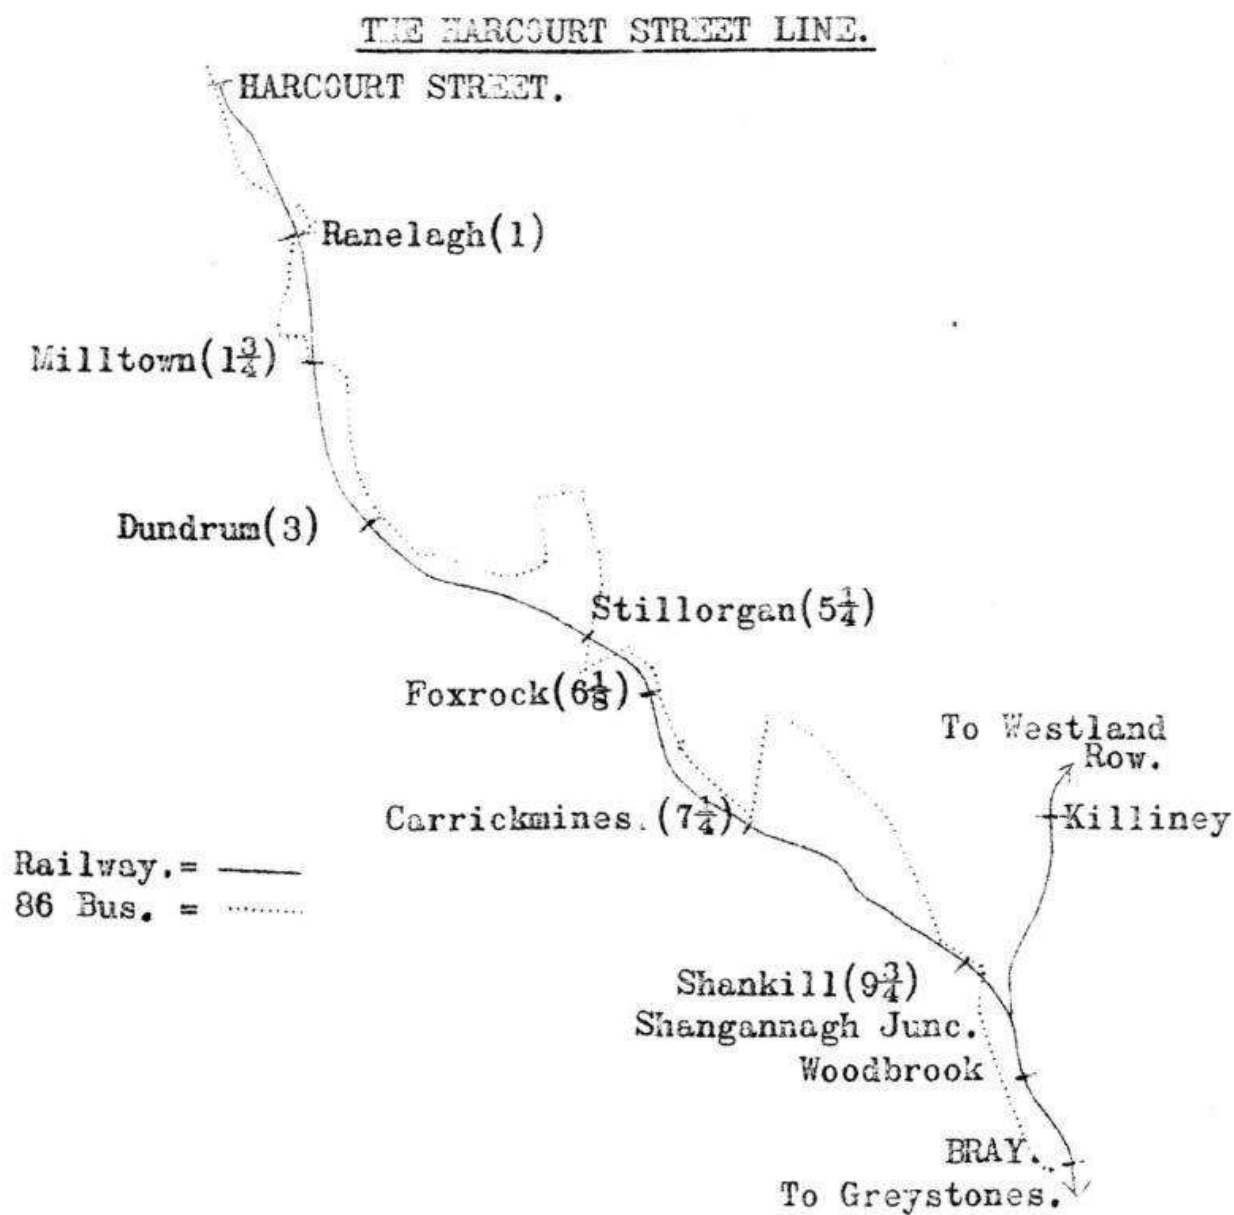 THE HARCOURT STREET LINE.
HARCOURT STREET.
Ranelagh(1)
Milltown(1¾)
Dundrum(3)
Stillorgan(5¼)
Foxrock(6⅛)
To Westland
Row.
Carrickmines.(7¼)
Killiney
Railway.=
86 Bus. =
Shankill(9¾)
Shangannagh Junc.
Woodbrook
BRAY.
To Greystones.